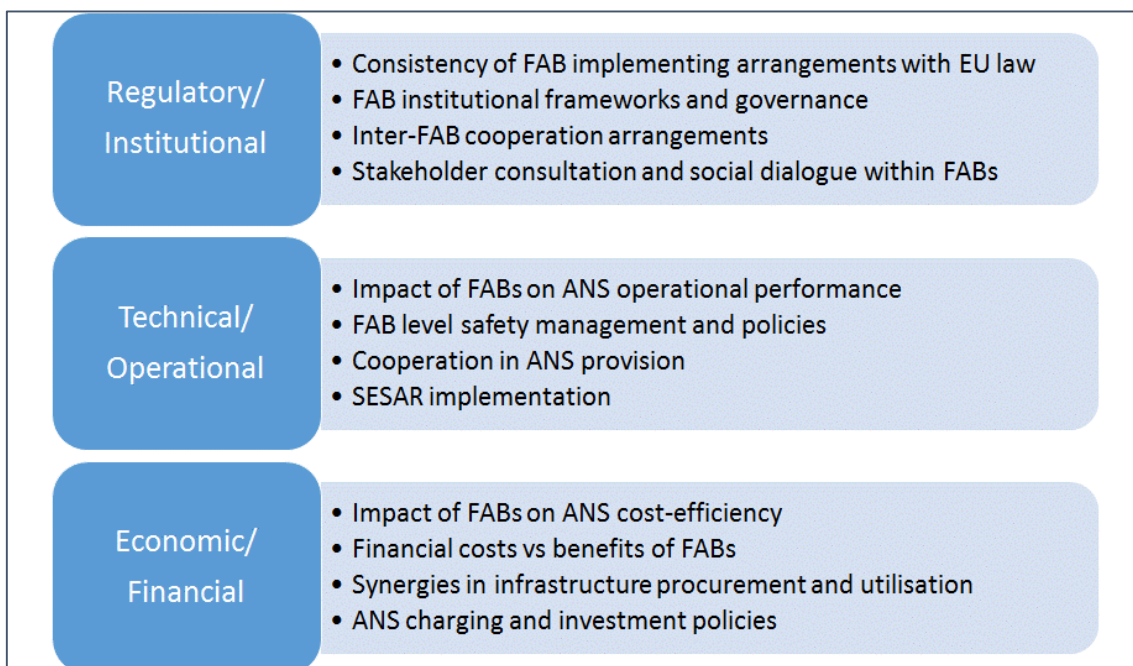 Regulatory/
Institutional
• Consistency of FAB implementing arrangements with EU law
• FAB institutional frameworks and governance
• Inter-FAB cooperation arrangements
• Stakeholder consultation and social dialogue within FABs
Technical/
Operational
• Impact of FABs on ANS operational performance
• FAB level safety management and policies
• Cooperation in ANS provision
• SESAR implementation
Economic/
Financial
• Impact of FABs on ANS cost-efficiency
• Financial costs vs benefits of FABs
• Synergies in infrastructure procurement and utilisation
• ANS charging and investment policies